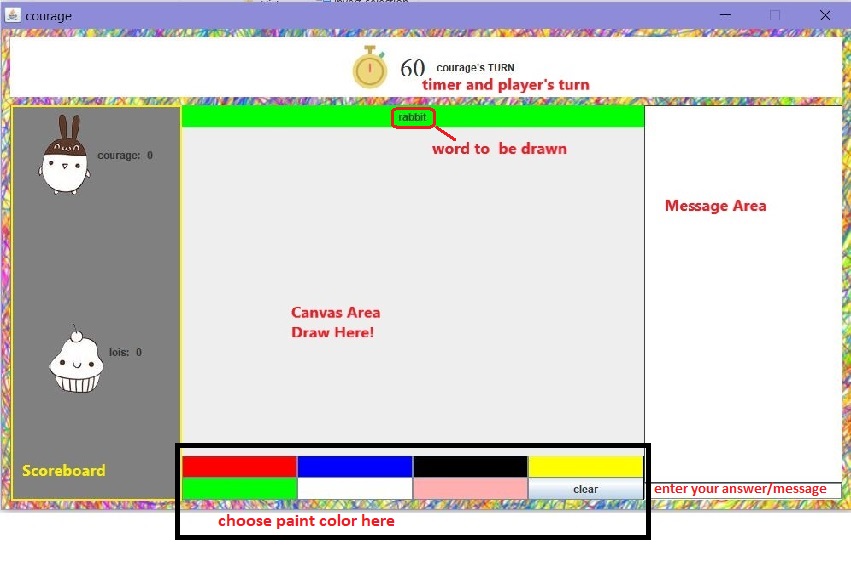 courage
60 courage's TURN
timer and player's turn
rabbit
word to be drawn
courage: 0
Message Area
Canvas Area
Draw Here!
lois: 0
Scoreboard
clear
enter your answer/message
choose paint color here